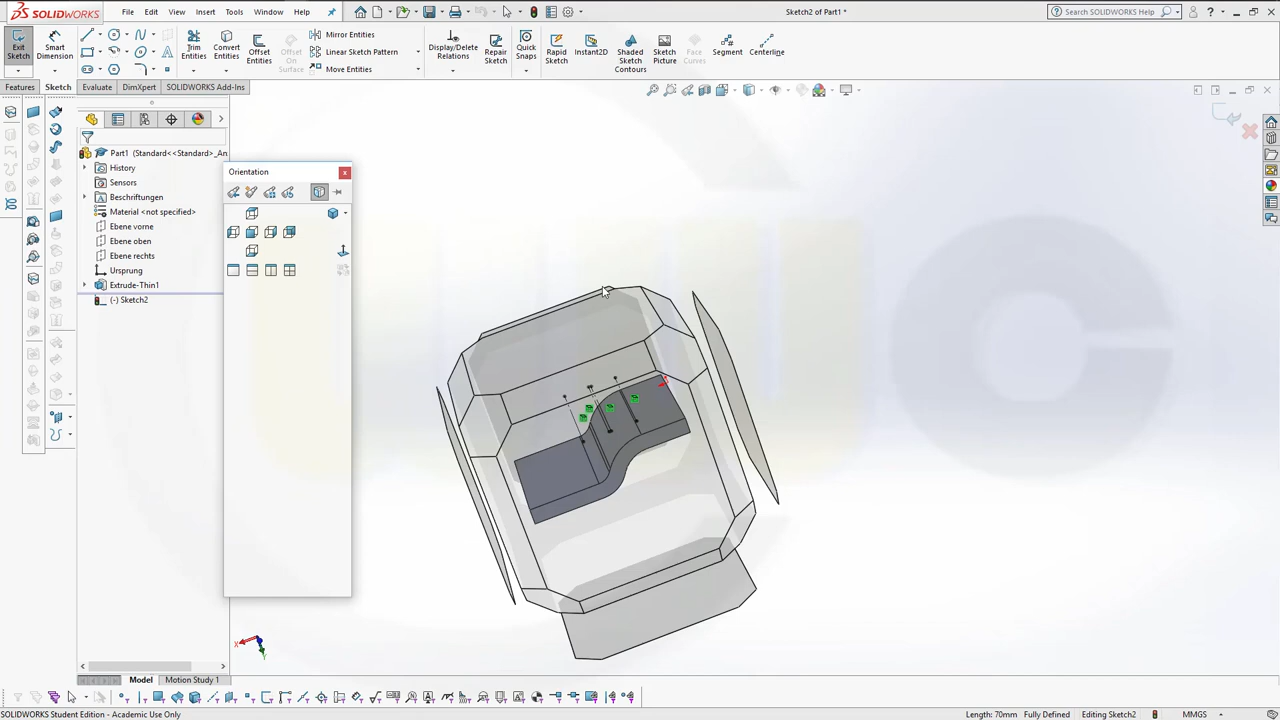 SOLIDWORKS
File Edit View Insert Tools Window Help
Sketch2 of Part1 *
Search SOLIDWORKS Help
Exit Sketch
Smart Dimension
Trim Entities
Convert Entities
Offset Entities
Offset On Surface
Mirror Entities
Linear Sketch Pattern
Move Entities
Display/Delete Relations
Repair Sketch
Quick Snaps
Rapid Sketch
Instant2D
Shaded Sketch Contours
Sketch Picture
Face Curves
Segment
Centerline
Features Sketch Evaluate DimXpert SOLIDWORKS Add-Ins
Part1 (Standard<<Standard>_An
History
Sensors
Beschriftungen
Material <not specified>
Ebene vorne
Ebene oben
Ebene rechts
Ursprung
Extrude-Thin1
(-) Sketch2
Orientation
X
Y
Model Motion Study 1
SOLIDWORKS Student Edition - Academic Use Only
Length: 70mm Fully Defined Editing Sketch2 MMGS